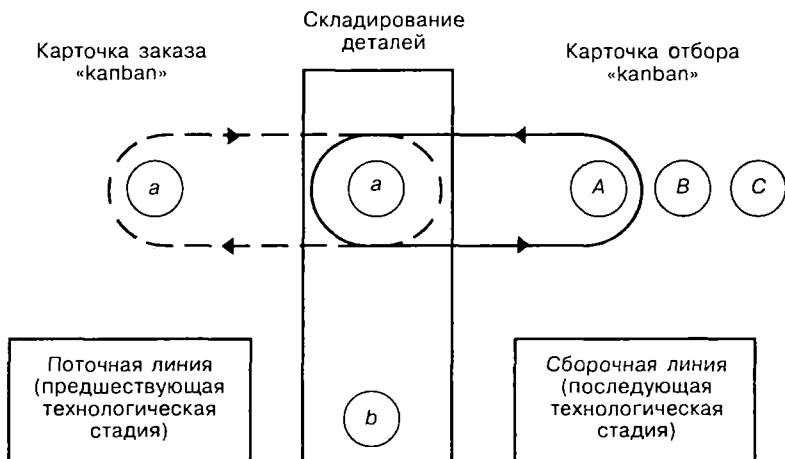 Складирование
деталей
Карточка заказа
«kanban»
Карточка отбора
«kanban»
a
a
A
B
C
Поточная линия
(предшествующая
технологическая
стадия)
b
Сборочная линия
(последующая
технологическая
стадия)